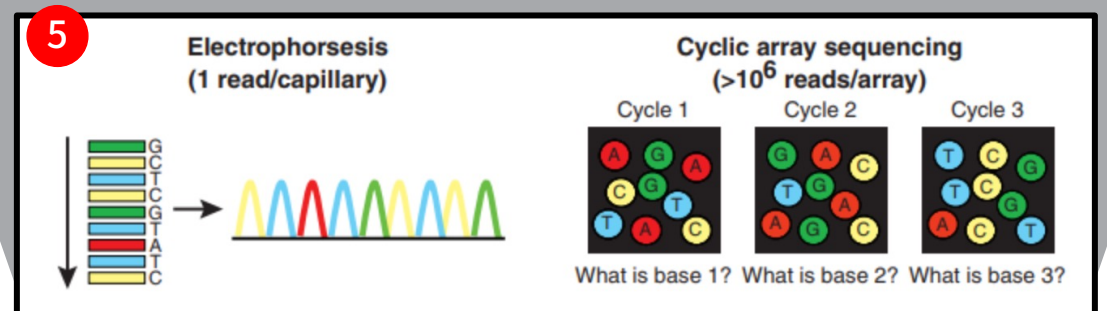 5
Electrophorsesis
(1 read/capillary)
G
C
T
C
G
T
A
T
C
Cyclic array sequencing
(>10⁶ reads/array)
Cycle 1
A G A
C G T
T A C
What is base 1?
Cycle 2
G A C
T G A
A G C
What is base 2?
Cycle 3
T C G
T C G
A C T
What is base 3?